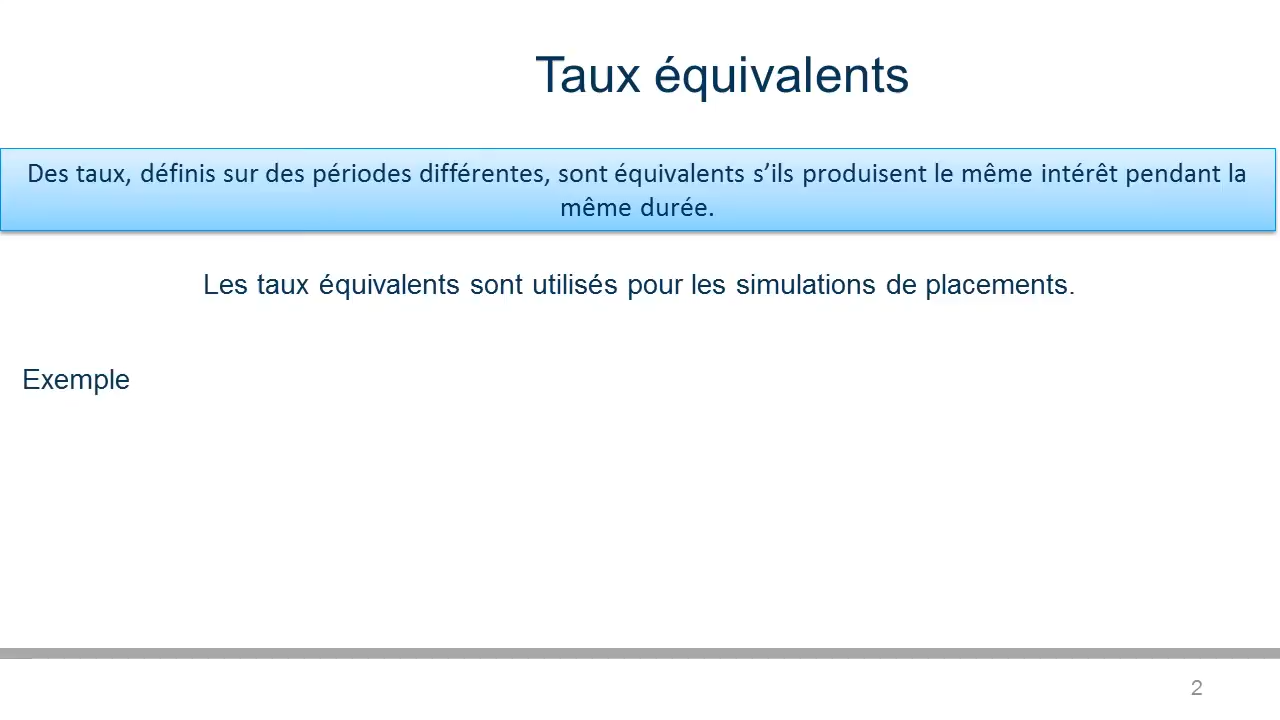 Taux équivalents
Des taux, définis sur des périodes différentes, sont équivalents s’ils produisent le même intérêt pendant la
même durée.
Les taux équivalents sont utilisés pour les simulations de placements.
Exemple
2